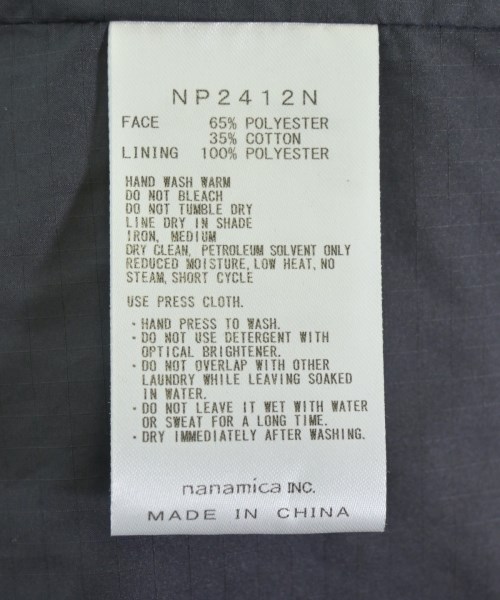 NP2412N
FACE 65% POLYESTER
35% COTTON
LINING 100% POLYESTER
HAND WASH WARM
DO NOT BLEACH
DO NOT TUMBLE DRY
LINE DRY IN SHADE
IRON, MEDIUM
DRY CLEAN, PETROLEUM SOLVENT ONLY
REDUCED MOISTURE, LOW HEAT, NO
STEAM, SHORT CYCLE
USE PRESS CLOTH.
・HAND PRESS TO WASH.
・DO NOT USE DETERGENT WITH
OPTICAL BRIGHTENER.
・DO NOT OVERLAP WITH OTHER
LAUNDRY WHILE LEAVING SOAKED
IN WATER.
・DO NOT LEAVE IT WET WITH WATER
OR SWEAT FOR A LONG TIME.
・DRY IMMEDIATELY AFTER WASHING.
nanamica INC.
MADE IN CHINA